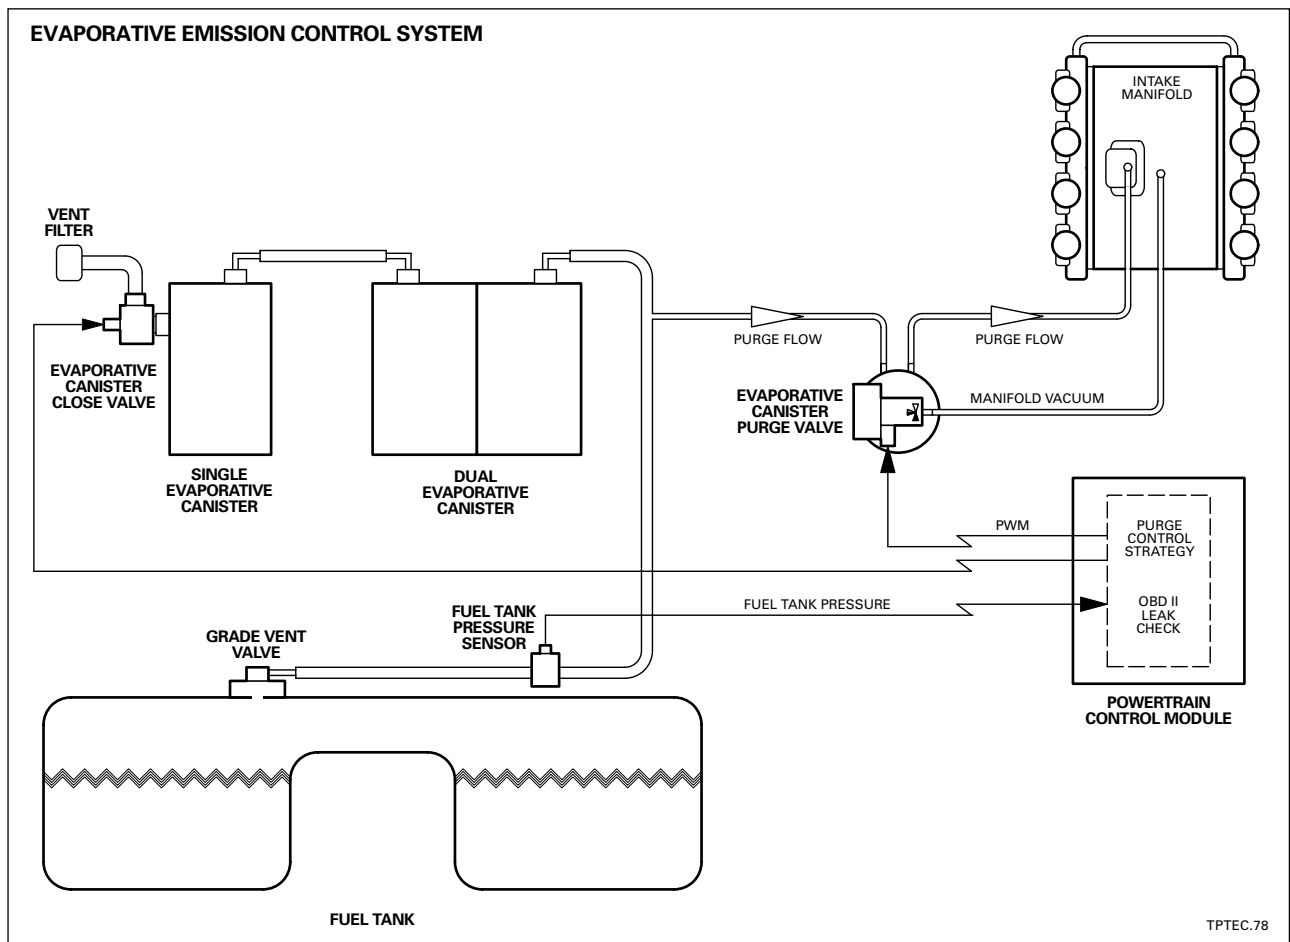 EVAPORATIVE EMISSION CONTROL SYSTEM
INTAKE
MANIFOLD
VENT
FILTER
EVAPORATIVE
CANISTER
CLOSE VALVE
PURGE FLOW
PURGE FLOW
EVAPORATIVE
CANISTER
PURGE VALVE
MANIFOLD VACUUM
SINGLE
EVAPORATIVE
CANISTER
DUAL
EVAPORATIVE
CANISTER
PWM
PURGE
CONTROL
STRATEGY
FUEL TANK PRESSURE
OBD II
LEAK
CHECK
FUEL TANK
PRESSURE
SENSOR
GRADE VENT
VALVE
POWERTRAIN
CONTROL MODULE
FUEL TANK
TPTEC.78